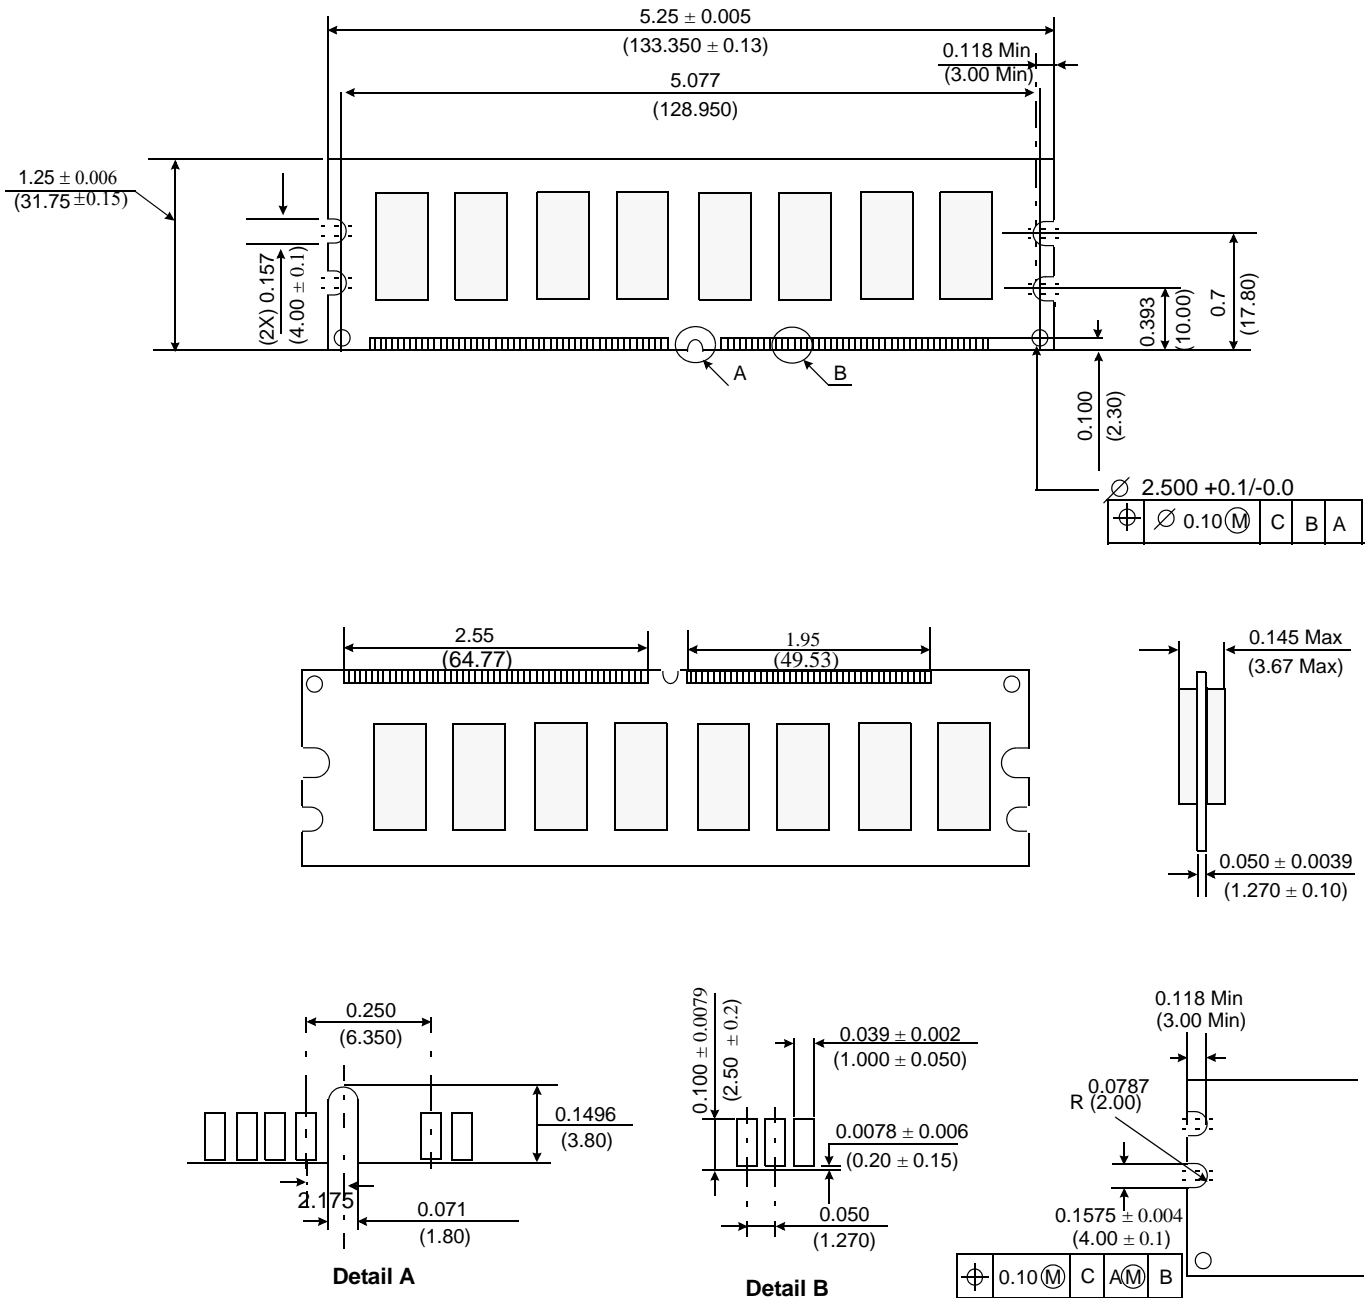 5.25 ± 0.005
(133.350 ± 0.13)
0.118 Min
(3.00 Min)
5.077
(128.950)
1.25 ± 0.006
(31.75 ±0.15)
(2X) 0.157
(4.00 ± 0.1)
0.393
(10.00)
0.7
(17.80)
A
B
0.100
(2.30)
∅ 2.500 +0.1/-0.0
⌖ ∅ 0.10 Ⓜ C B A
2.55
(64.77)
1.95
(49.53)
0.145 Max
(3.67 Max)
0.050 ± 0.0039
(1.270 ± 0.10)
0.250
(6.350)
0.1496
(3.80)
2.175
0.071
(1.80)
Detail A
0.100 ± 0.0079
(2.50 ± 0.2)
0.039 ± 0.002
(1.000 ± 0.050)
0.0078 ± 0.006
(0.20 ± 0.15)
0.050
(1.270)
Detail B
0.118 Min
(3.00 Min)
0.0787
R (2.00)
0.1575 ± 0.004
(4.00 ± 0.1)
⌖ 0.10 Ⓜ C AⓂ B